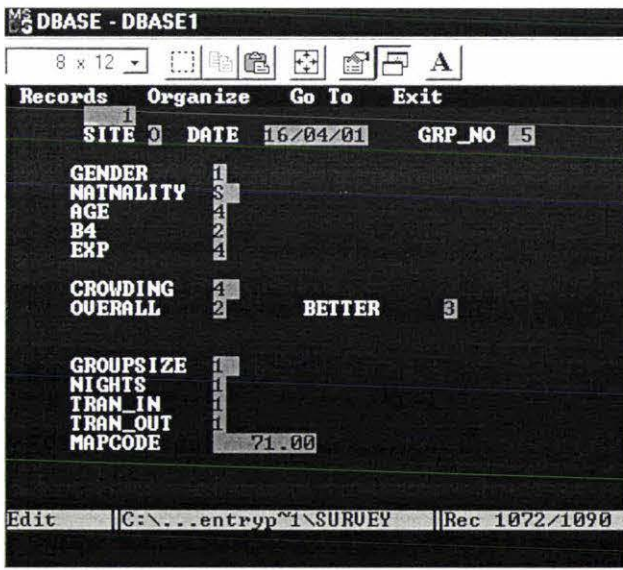 DBASE - DBASE1
8 x 12
A
Records Organize Go To Exit
1
SITE O DATE 16/04/01 GRP_NO 5
GENDER 1
NATNALITY S
AGE 4
B4 2
EXP 4
CROWDING 4
OVERALL 2 BETTER 3
GROUPSIZE 1
NIGHTS 1
TRAN_IN 1
TRAN_OUT 1
MAPCODE 71.00
Edit C:\...entryp~1\SURVEY Rec 1072/1090